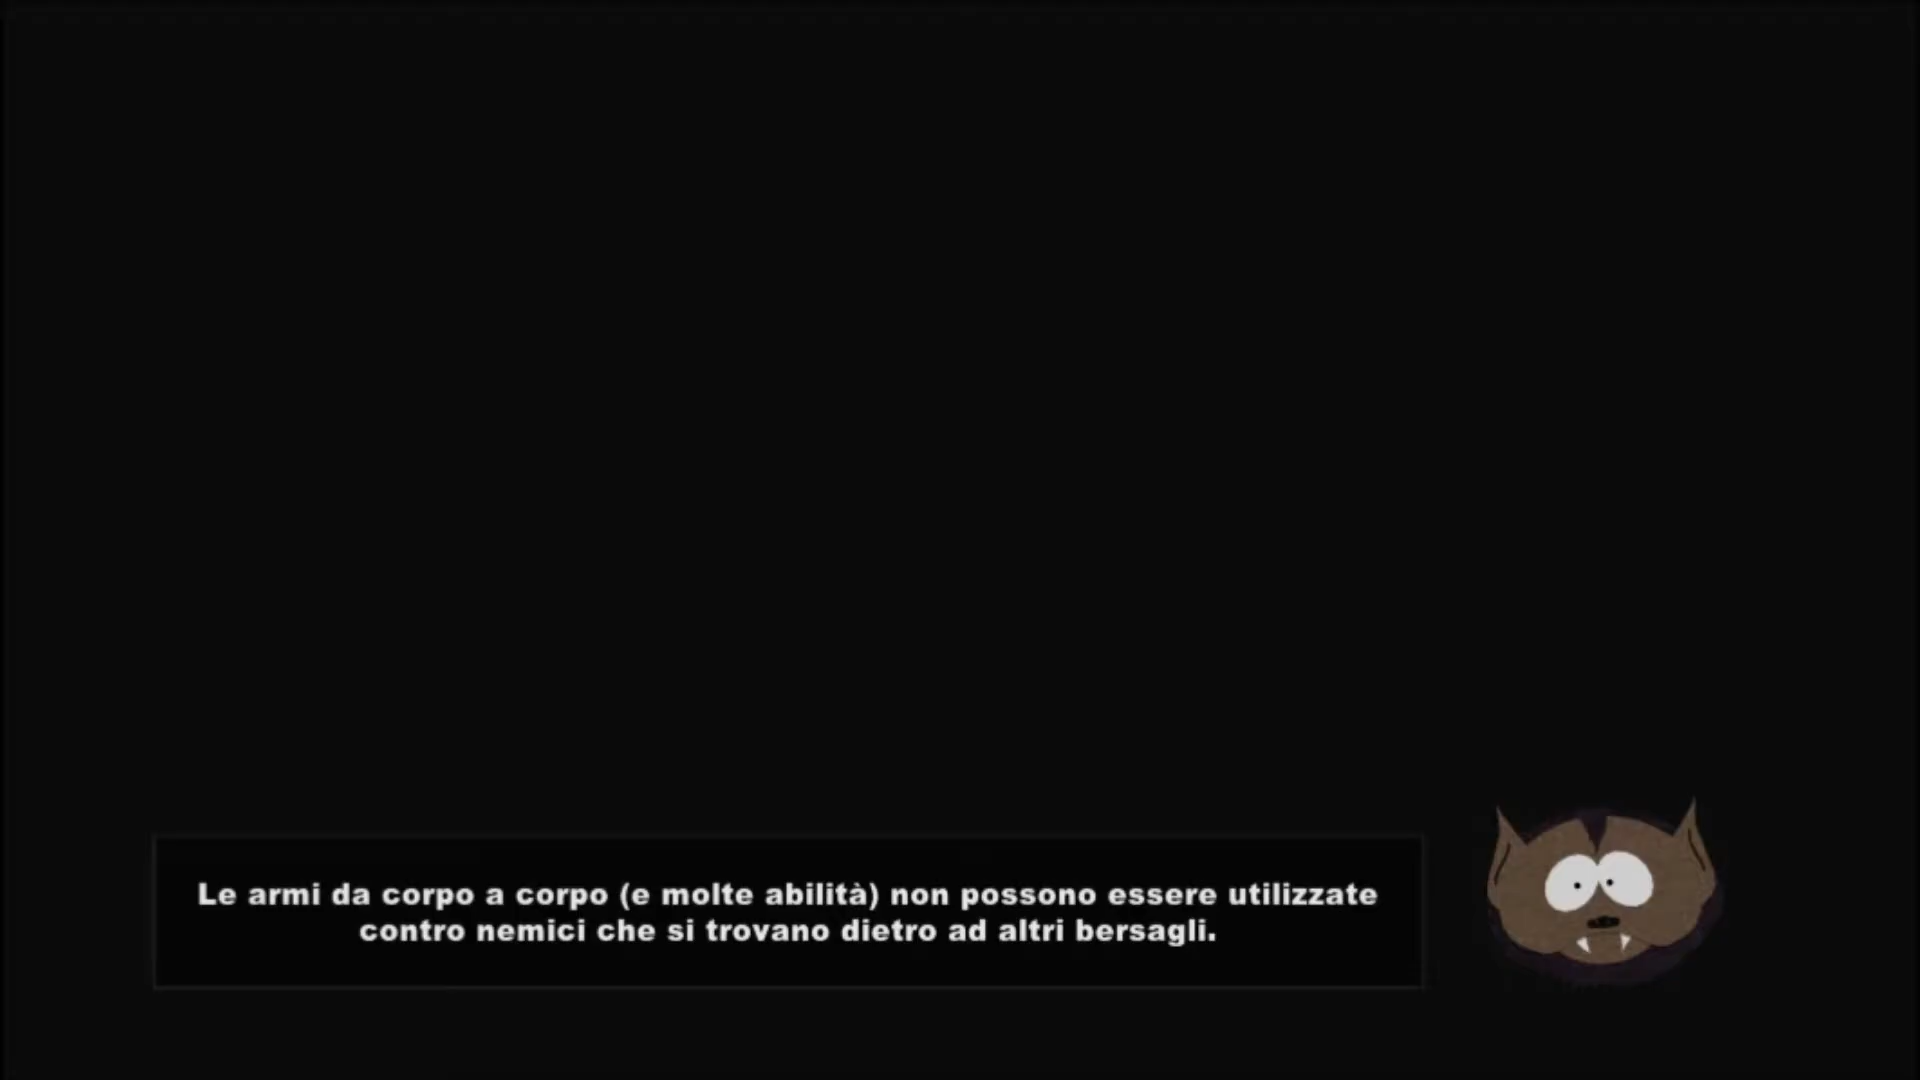 Le armi da corpo a corpo (e molte abilità) non possono essere utilizzate
contro nemici che si trovano dietro ad altri bersagli.